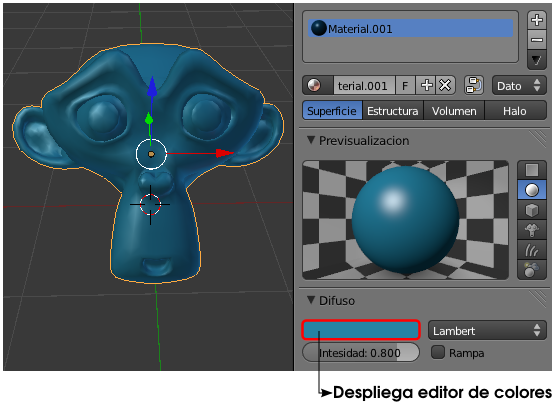 Material.001
terial.001 F Dato
Superficie Estructura Volumen Halo
Previsualizacion
Difuso
Lambert
Intesidad: 0.800 Rampa
Despliega editor de colores